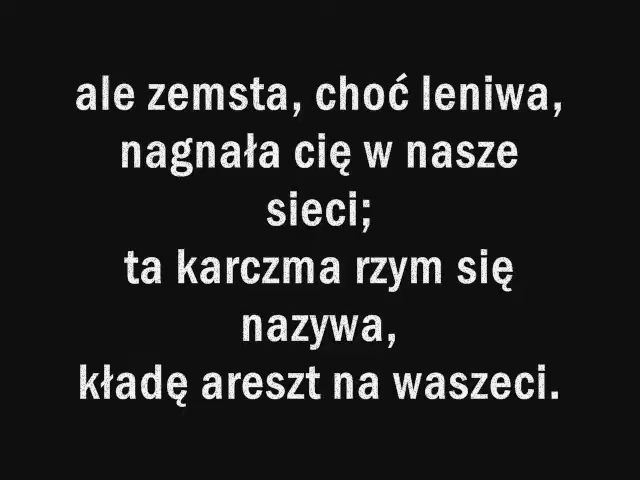 ale zemsta, choć leniwa,
nagnała cię w nasze
sieci;
ta karczma rzym się
nazywa,
kładę areszt na waszeci.